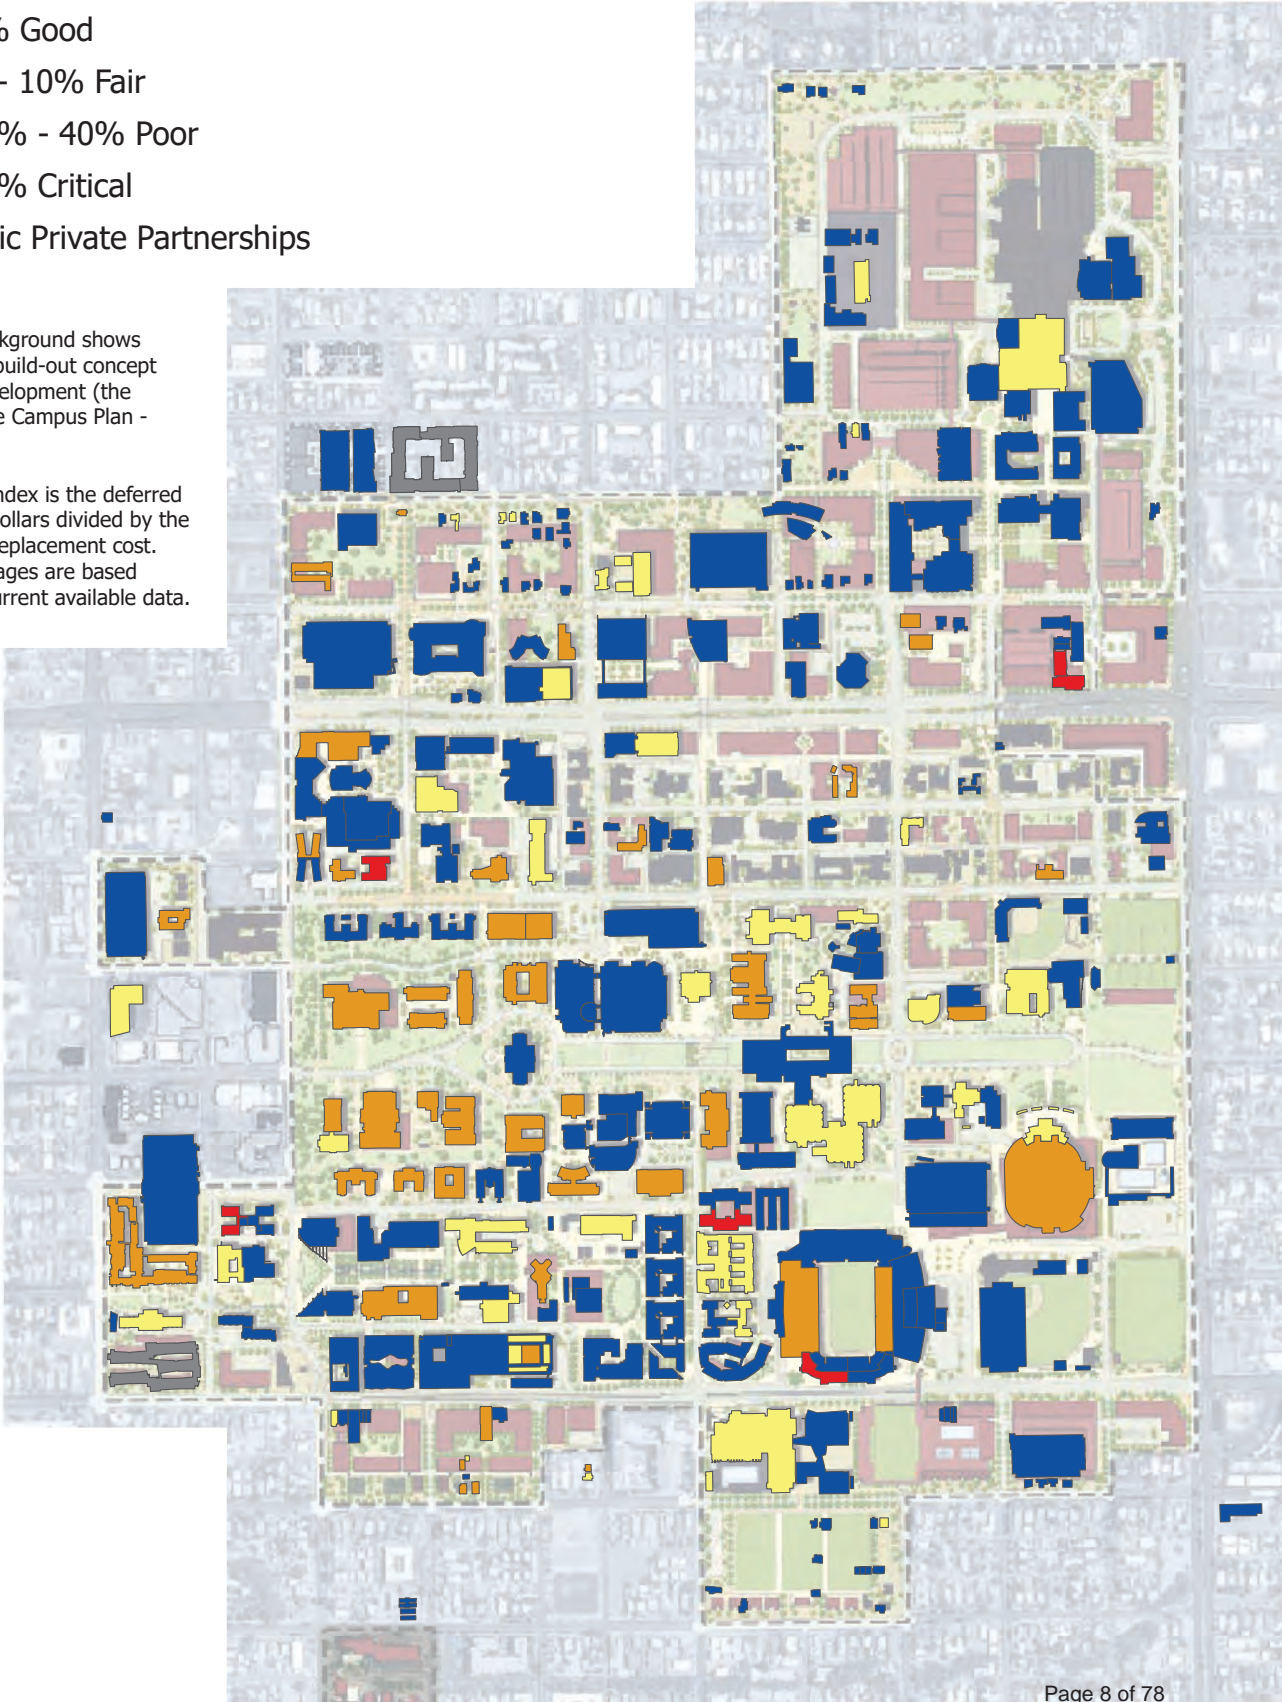 % Good
- 10% Fair
% - 40% Poor
% Critical
ic Private Partnerships
kground shows
build-out concept
elopment (the
e Campus Plan -
ndex is the deferred
ollars divided by the
eplacement cost.
ages are based
urrent available data.
Page 8 of 78